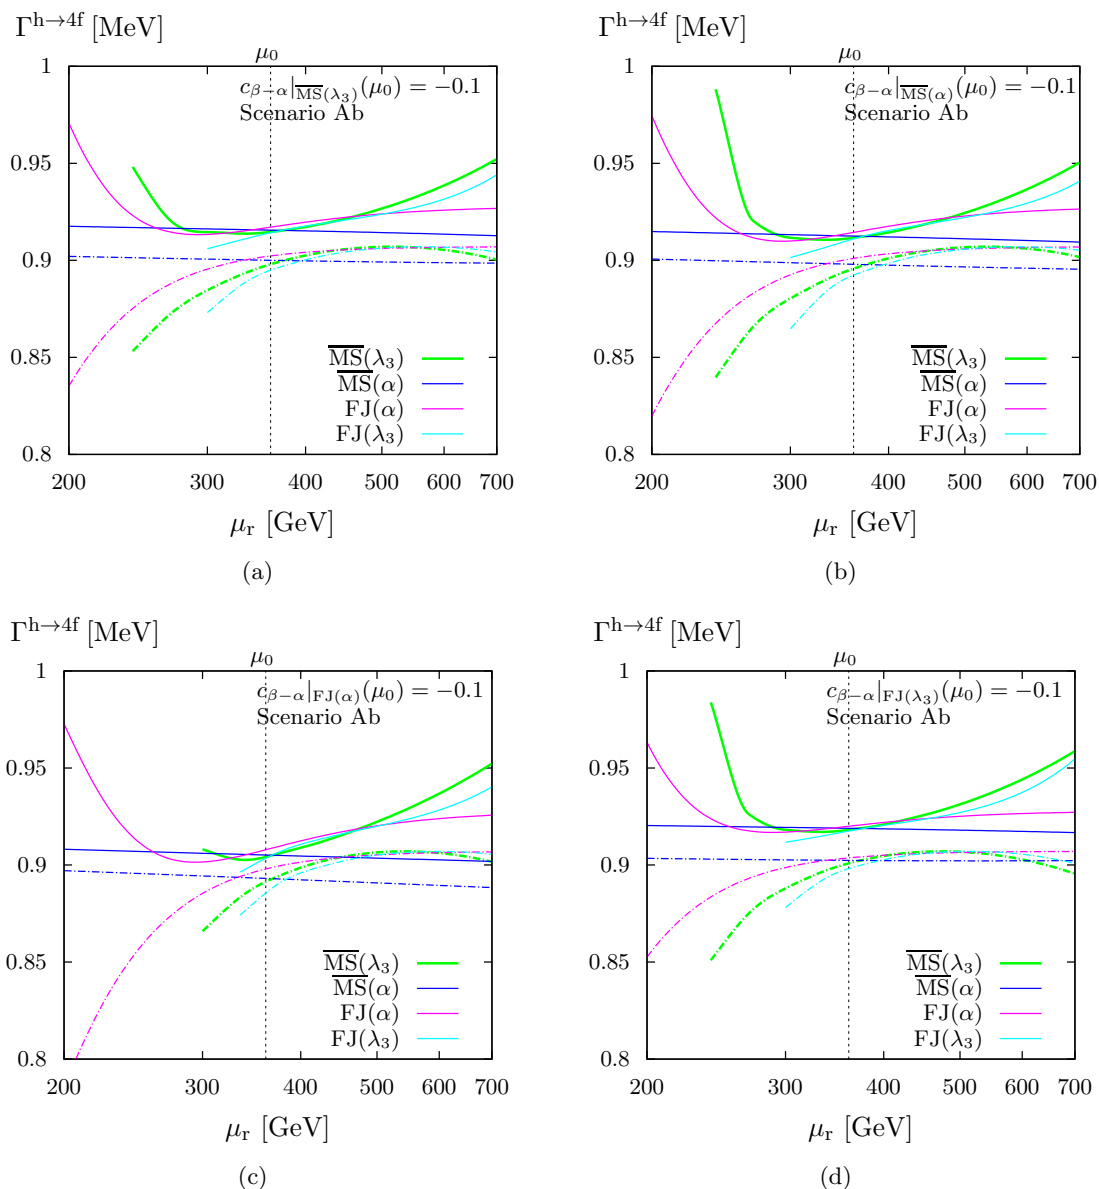 Γ^{h→4f} [MeV]
μ₀
c_{β−α}|_{\overline{MS}(λ₃)}(μ₀) = −0.1
Scenario Ab
1
0.95
0.9
0.85
0.8
\overline{MS}(λ₃)
\overline{MS}(α)
FJ(α)
FJ(λ₃)
200 300 400 500 600 700
μ_r [GeV]
(a)
Γ^{h→4f} [MeV]
μ₀
c_{β−α}|_{\overline{MS}(α)}(μ₀) = −0.1
Scenario Ab
1
0.95
0.9
0.85
0.8
\overline{MS}(λ₃)
\overline{MS}(α)
FJ(α)
FJ(λ₃)
200 300 400 500 600 700
μ_r [GeV]
(b)
Γ^{h→4f} [MeV]
μ₀
c_{β−α}|_{FJ(α)}(μ₀) = −0.1
Scenario Ab
1
0.95
0.9
0.85
0.8
\overline{MS}(λ₃)
\overline{MS}(α)
FJ(α)
FJ(λ₃)
200 300 400 500 600 700
μ_r [GeV]
(c)
Γ^{h→4f} [MeV]
μ₀
c_{β−α}|_{FJ(λ₃)}(μ₀) = −0.1
Scenario Ab
1
0.95
0.9
0.85
0.8
\overline{MS}(λ₃)
\overline{MS}(α)
FJ(α)
FJ(λ₃)
200 300 400 500 600 700
μ_r [GeV]
(d)